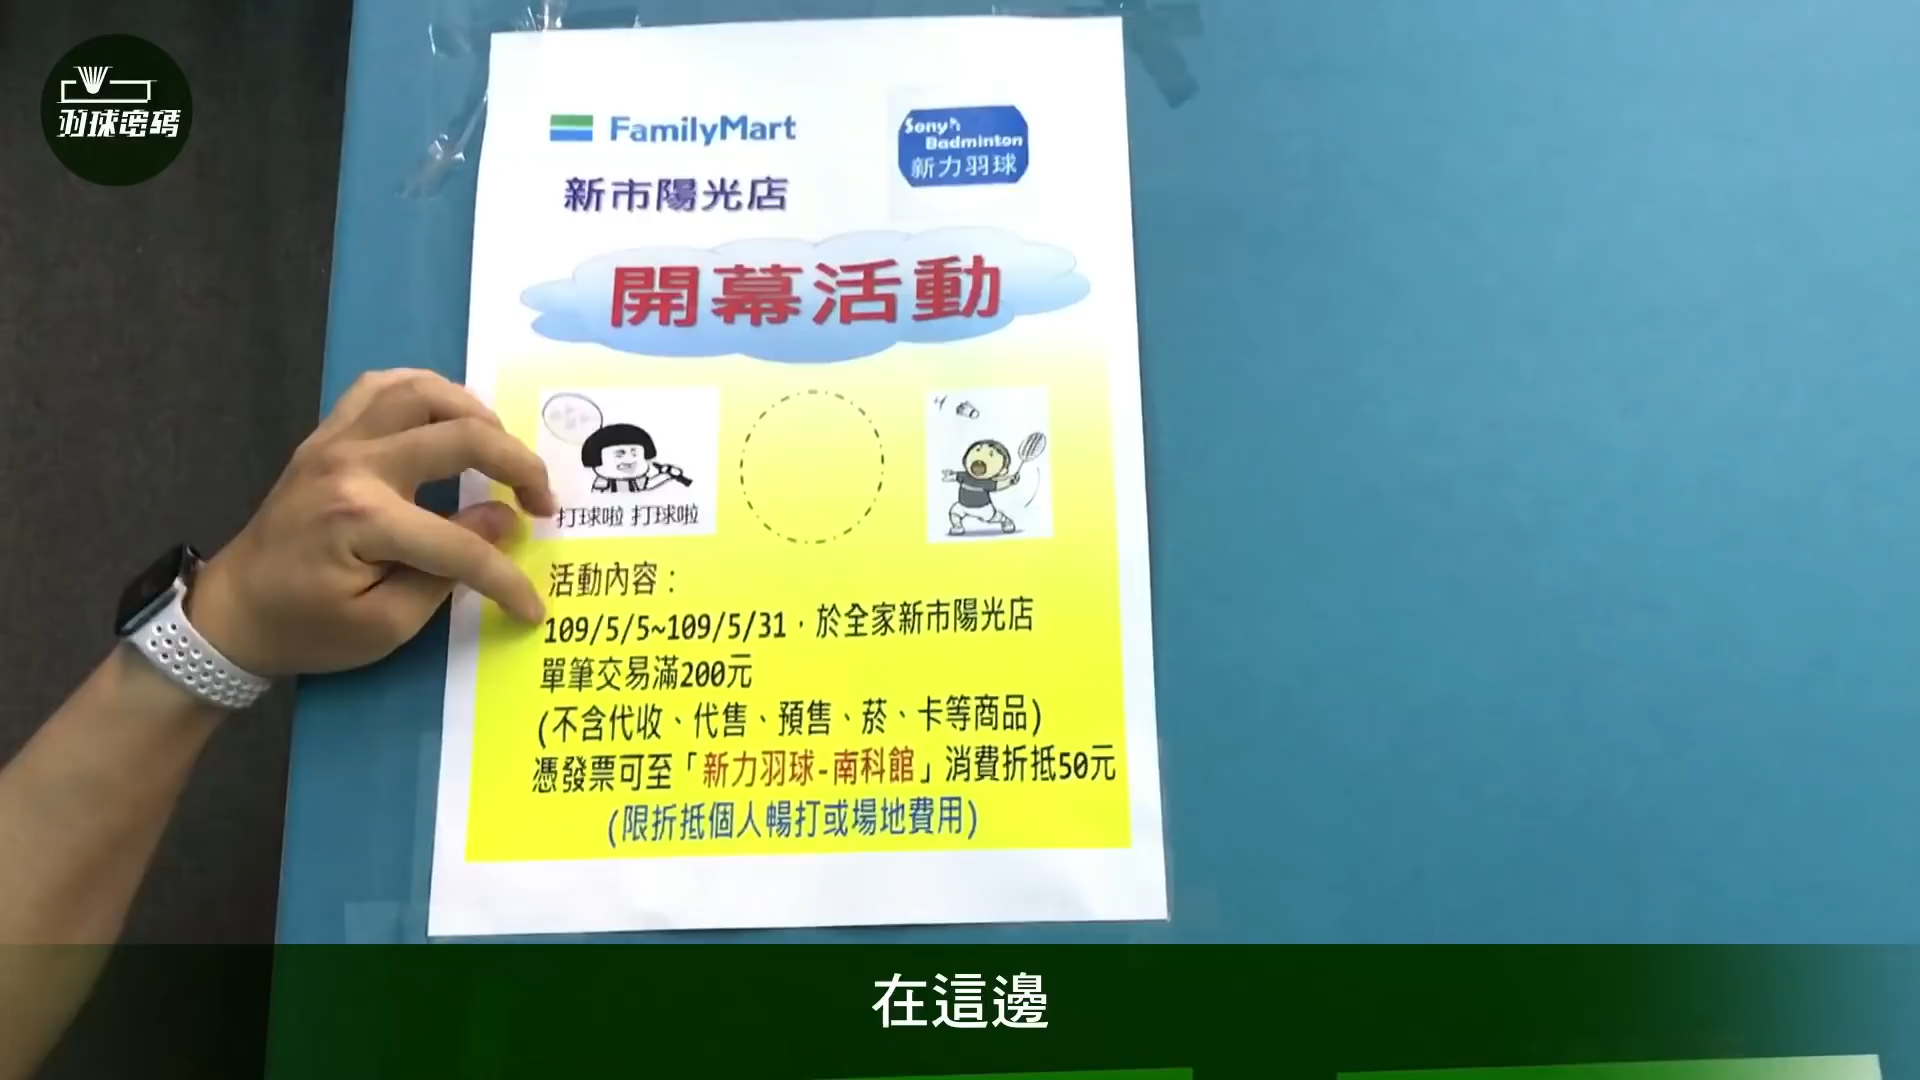 羽球密碼
FamilyMart
新市陽光店
Sony
Badminton
新力羽球
開幕活動
打球啦 打球啦
活動內容：
109/5/5~109/5/31，於全家新市陽光店
單筆交易滿200元
(不含代收、代售、預售、菸、卡等商品)
憑發票可至「新力羽球-南科館」消費折抵50元
(限折抵個人暢打或場地費用)
在這邊